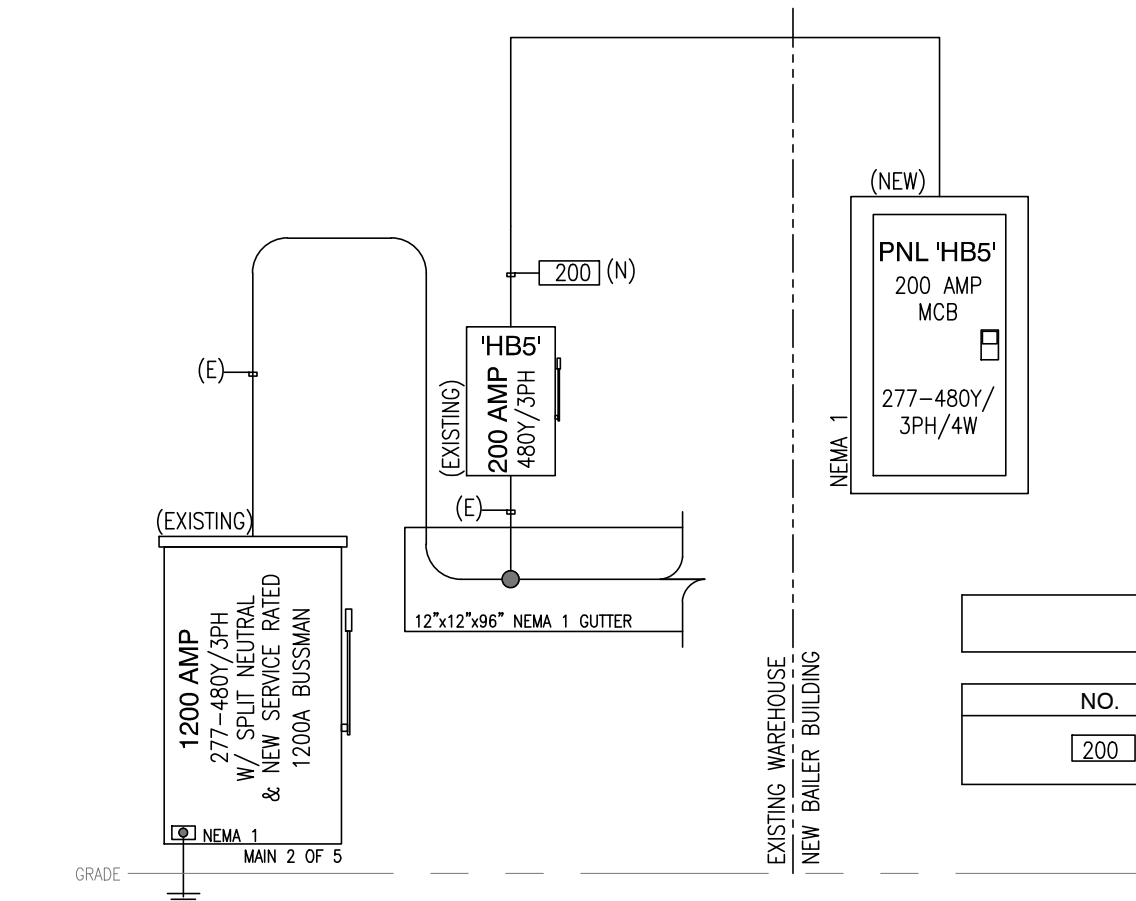 (NEW)
PNL 'HB5'
200 AMP
MCB
277-480Y/
3PH/4W
NEMA 1
200 (N)
(E)
'HB5'
200 AMP
480Y/3PH
(EXISTING)
(E)
(EXISTING)
12"x12"x96" NEMA 1 GUTTER
1200 AMP
277-480Y/3PH
W/ SPLIT NEUTRAL
& NEW SERVICE RATED
1200A BUSSMAN
NEMA 1
MAIN 2 OF 5
EXISTING WAREHOUSE
NEW BAILER BUILDING
NO.
200
GRADE